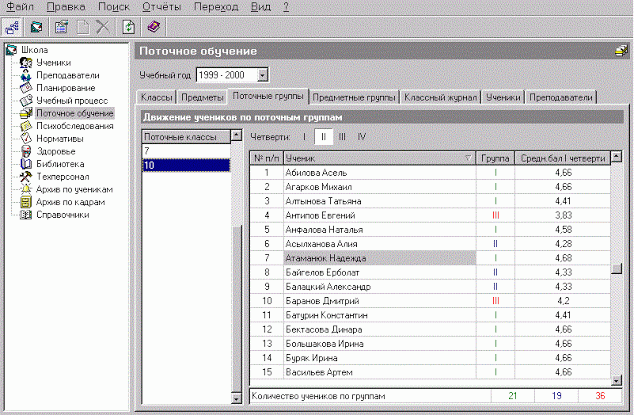 Файл Правка Поиск Отчёты Переход Вид ?
Школа
Ученики
Преподаватели
Планирование
Учебный процесс
Поточное обучение
Психобследования
Нормативы
Здоровье
Библиотека
Техперсонал
Архив по ученикам
Архив по кадрам
Справочники
Поточное обучение
Учебный год 1999 - 2000
Классы Предметы Поточные группы Предметные группы Классный журнал Ученики Преподаватели
Движение учеников по поточным группам
Поточные классы
7
10
Четверти: I II III IV
№ п/п Ученик Группа Средн.бал I четверти
1 Абилова Асель I 4,66
2 Агарков Михаил I 4,66
3 Алтынова Татьяна I 4,41
4 Антипов Евгений III 3,83
5 Анфалова Наталья I 4,58
6 Асылханова Алия II 4,28
7 Атаманюк Надежда I 4,68
8 Байгелов Ерболат II 4,33
9 Балацкий Александр II 4,33
10 Баранов Дмитрий III 4,2
11 Батурин Константин I 4,41
12 Бектасова Динара I 4,66
13 Большакова Ирина I 4,66
14 Буряк Ирина I 4,66
15 Васильев Артем I 4,66
Количество учеников по группам 21 19 36